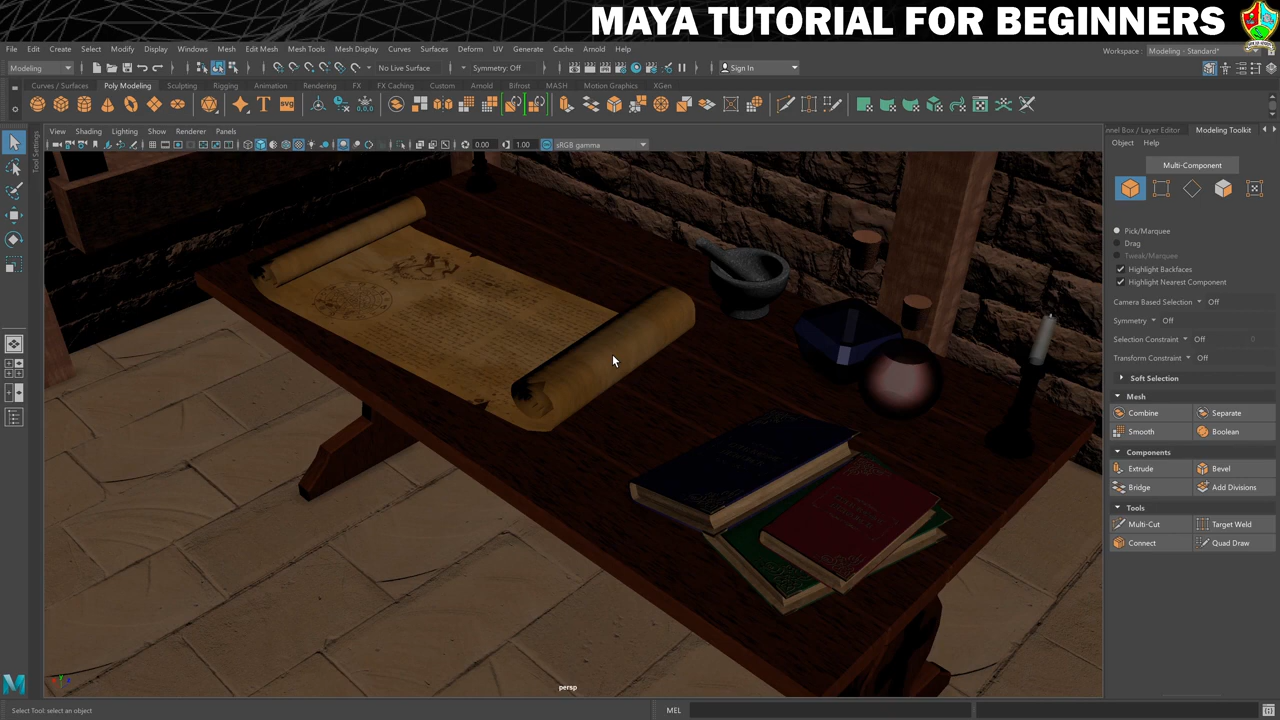 MAYA TUTORIAL FOR BEGINNERS
File Edit Create Select Modify Display Windows Mesh Edit Mesh Mesh Tools Mesh Display Curves Surfaces Deform UV Generate Cache Arnold Help
Workspace : Modeling - Standard*
Modeling No Live Surface Symmetry: Off Sign In
Curves / Surfaces Poly Modeling Sculpting Rigging Animation Rendering FX FX Caching Custom Arnold Bifrost MASH Motion Graphics XGen
View Shading Lighting Show Renderer Panels
0.00 1.00 sRGB gamma
Tool Settings
nnel Box / Layer Editor Modeling Toolkit
Object Help
Multi-Component
Pick/Marquee
Drag
Tweak/Marquee
Highlight Backfaces
Highlight Nearest Component
Camera Based Selection Off
Symmetry Off
Selection Constraint Off 0
Transform Constraint Off
Soft Selection
Mesh
Combine Separate
Smooth Boolean
Components
Extrude Bevel
Bridge Add Divisions
Tools
Multi-Cut Target Weld
Connect Quad Draw
persp
Select Tool: select an object
MEL